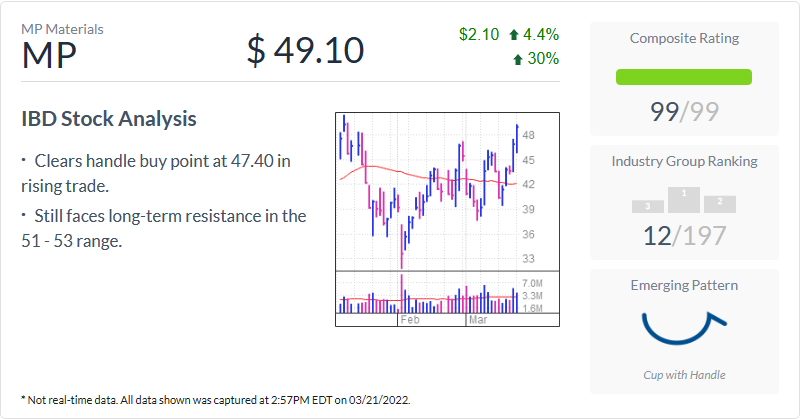 MP Materials
MP
$ 49.10
$2.10 4.4%
30%
IBD Stock Analysis
· Clears handle buy point at 47.40 in
rising trade.
· Still faces long-term resistance in the
51 - 53 range.
48
45
42
39
36
33
7.0M
3.3M
1.6M
Feb
Mar
* Not real-time data. All data shown was captured at 2:57PM EDT on 03/21/2022.
Composite Rating
99/99
Industry Group Ranking
3
1
2
12/197
Emerging Pattern
Cup with Handle